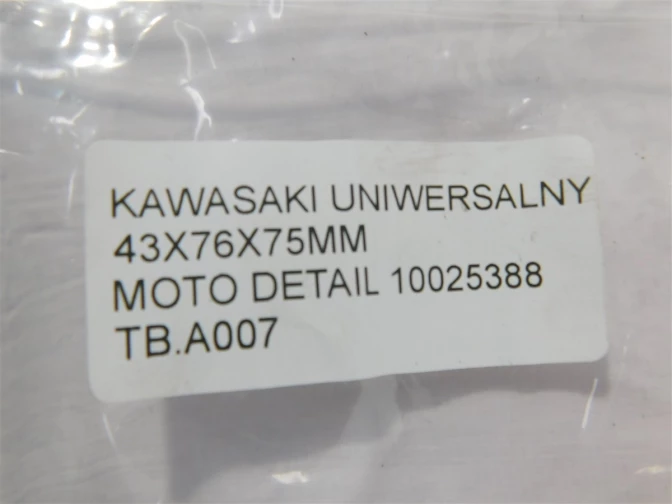 KAWASAKI UNIWERSALNY
43X76X75MM
MOTO DETAIL 10025388
TB.A007